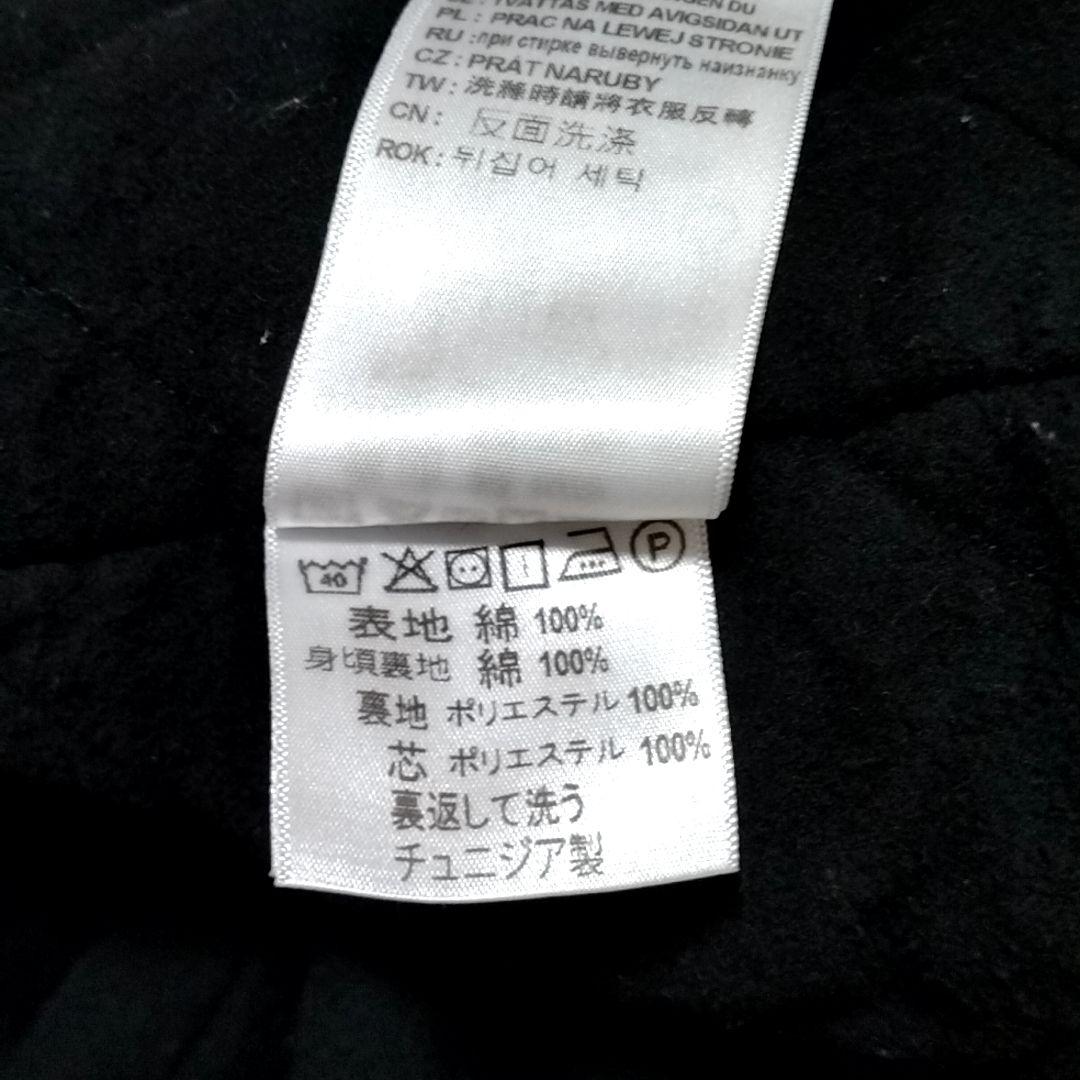 TVÄTTAS MED AVIGSIDAN UT
PL : PRAC NA LEWEJ STRONIE
RU :при стирке вывернуть наизнанку
CZ : PRÁT NARUBY
TW : 洗滌時請將衣服反轉
CN : 反面洗涤
ROK : 뒤집어 세탁
40 P
表地 綿 100%
身頃裏地 綿 100%
裏地 ポリエステル 100%
芯 ポリエステル 100%
裏返して洗う
チュニジア製